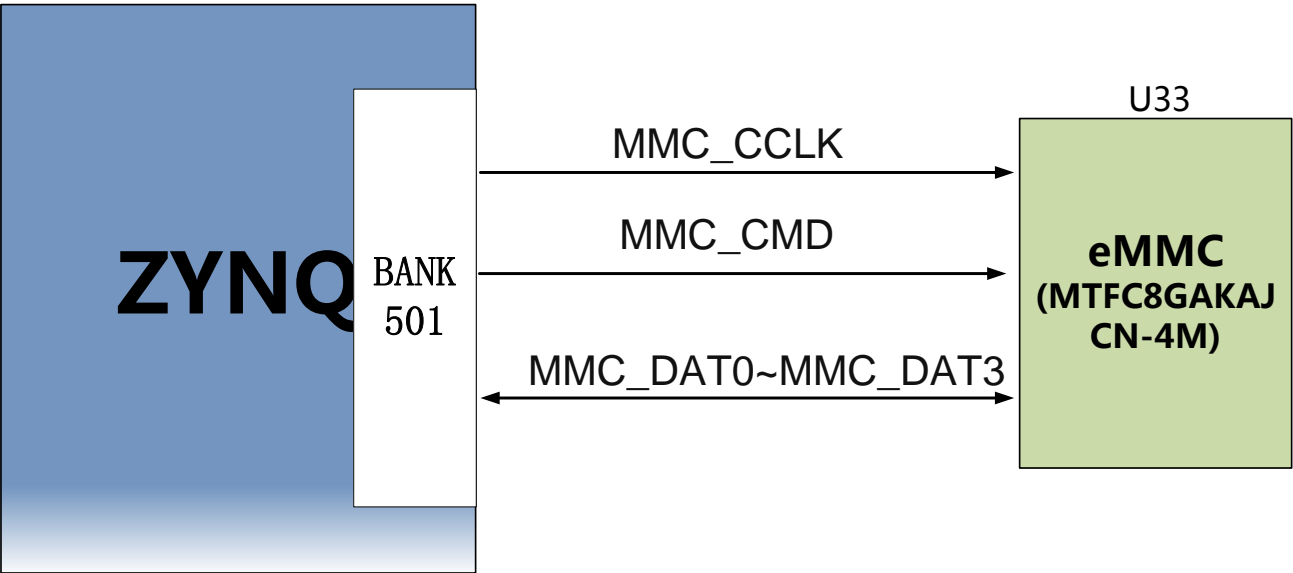 ZYNQ
BANK
501
MMC_CCLK
MMC_CMD
MMC_DAT0~MMC_DAT3
U33
eMMC
(MTFC8GAKAJ
CN-4M)